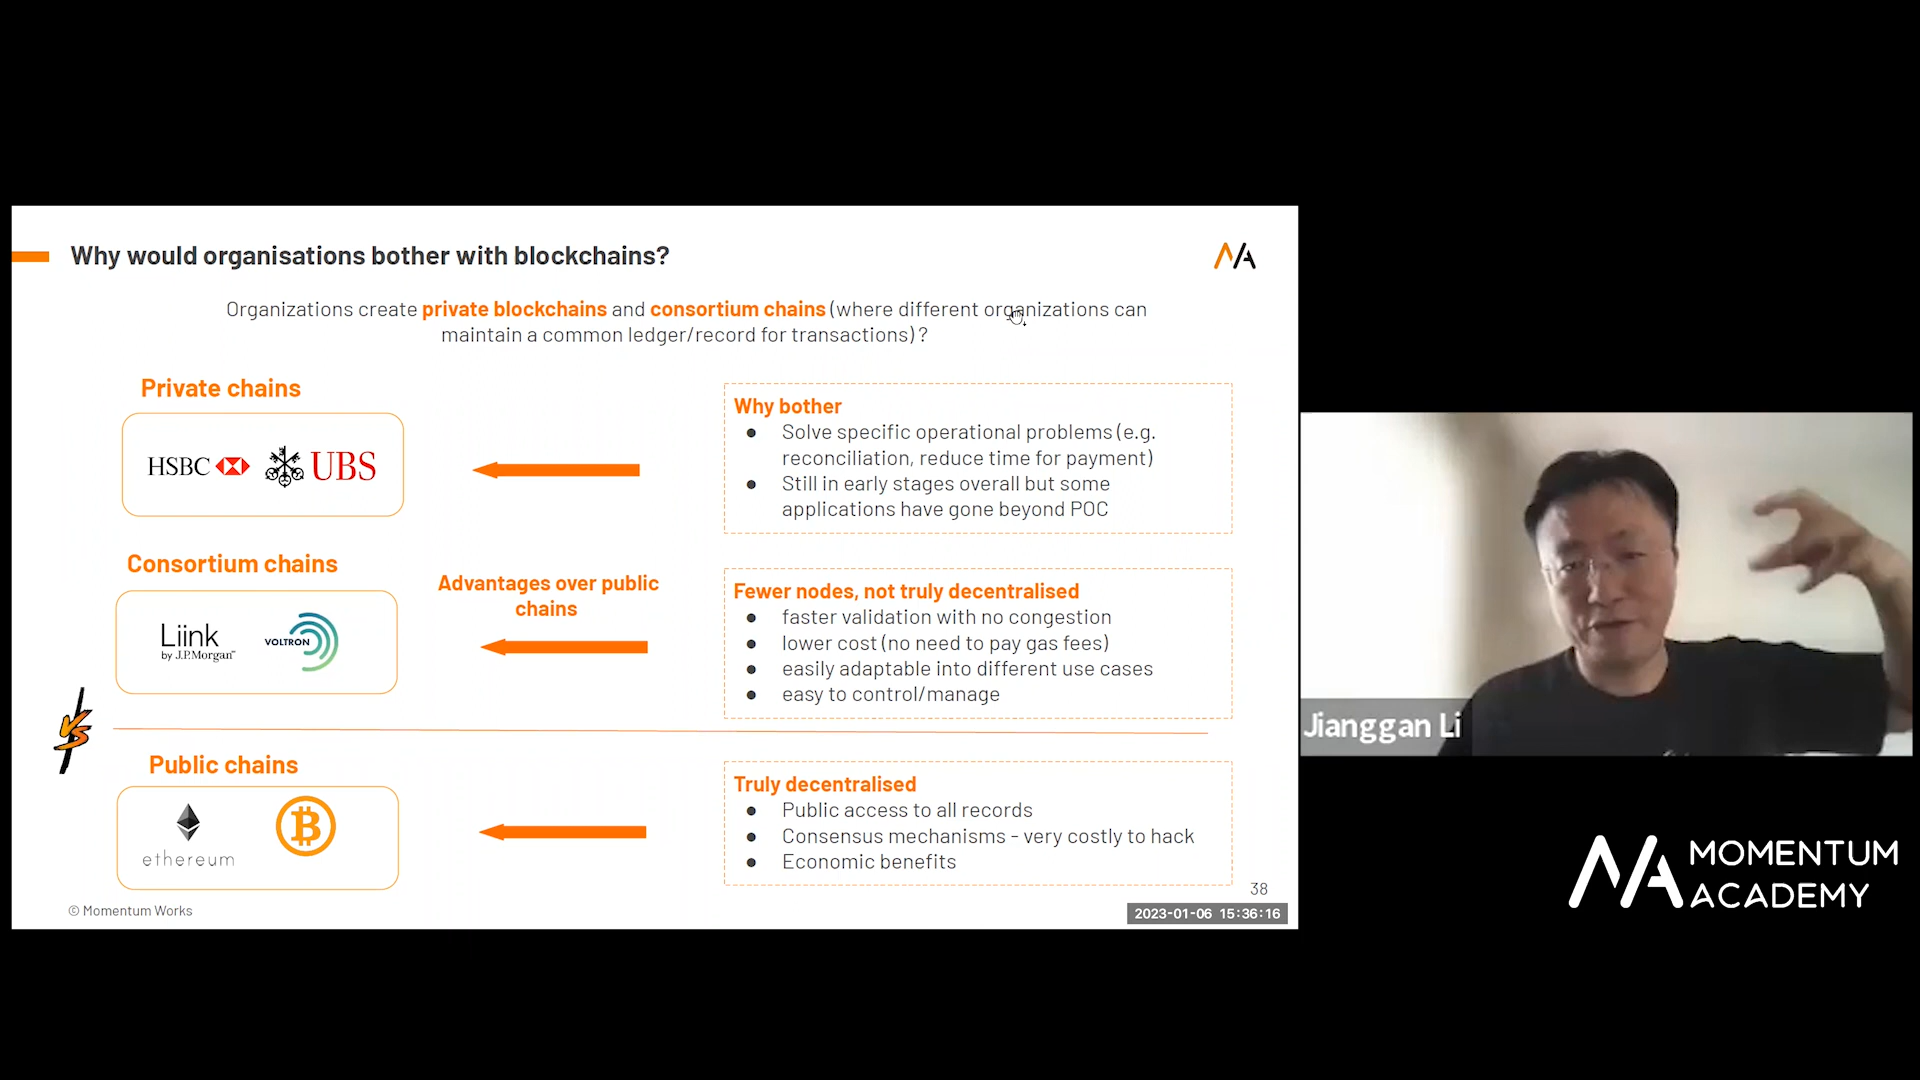 Why would organisations bother with blockchains?
Organizations create private blockchains and consortium chains (where different organizations can
maintain a common ledger/record for transactions) ?
Private chains
HSBC UBS
Why bother
● Solve specific operational problems (e.g.
reconciliation, reduce time for payment)
● Still in early stages overall but some
applications have gone beyond POC
Consortium chains
Liink
by J.P.Morgan
VOLTRON
Advantages over public
chains
Fewer nodes, not truly decentralised
● faster validation with no congestion
● lower cost (no need to pay gas fees)
● easily adaptable into different use cases
● easy to control/manage
VS
Public chains
ethereum
Truly decentralised
● Public access to all records
● Consensus mechanisms - very costly to hack
● Economic benefits
38
© Momentum Works
2023-01-06 15:36:16
Jianggan Li
MOMENTUM
ACADEMY